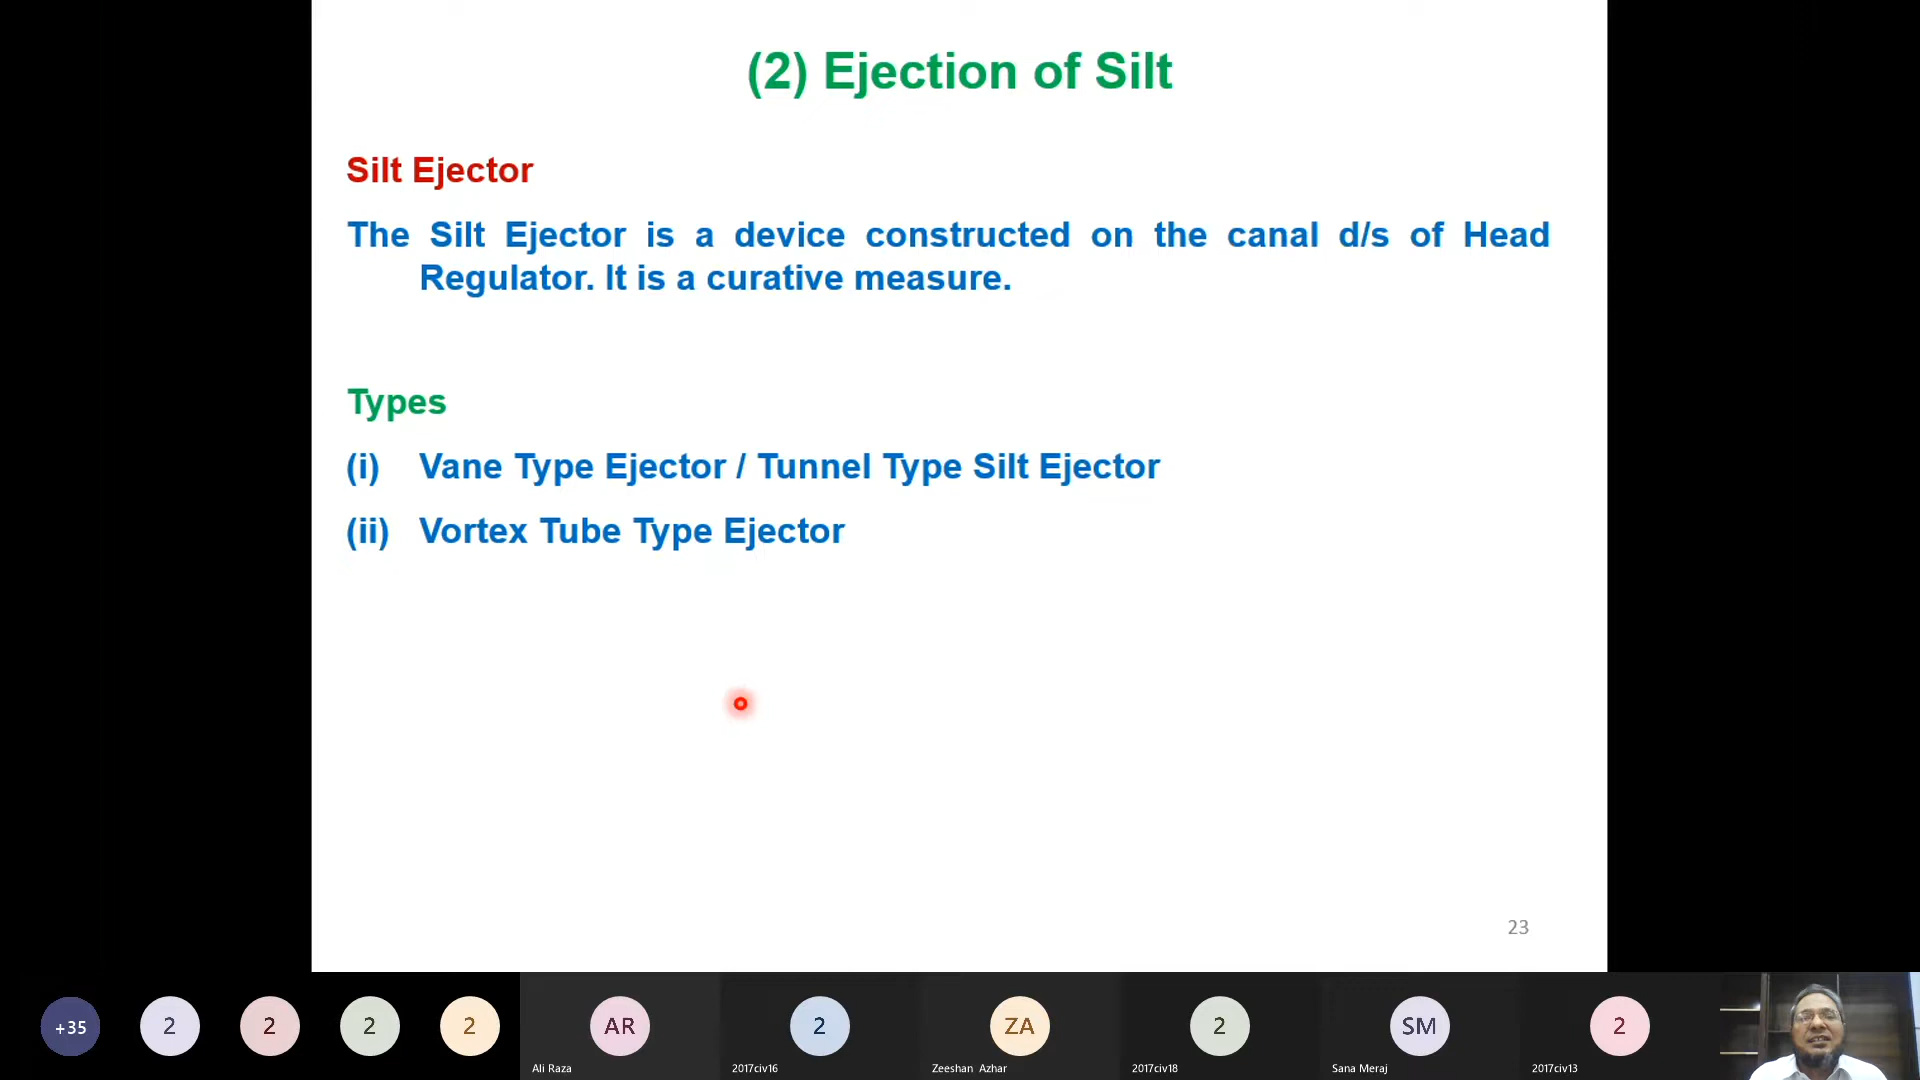 (2) Ejection of Silt
Silt Ejector
The Silt Ejector is a device constructed on the canal d/s of Head
Regulator. It is a curative measure.
Types
(i) Vane Type Ejector / Tunnel Type Silt Ejector
(ii) Vortex Tube Type Ejector
23
+35
2
2
2
2
AR
2
ZA
2
SM
2
Ali Raza
2017civ16
Zeeshan Azhar
2017civ18
Sana Meraj
2017civ13